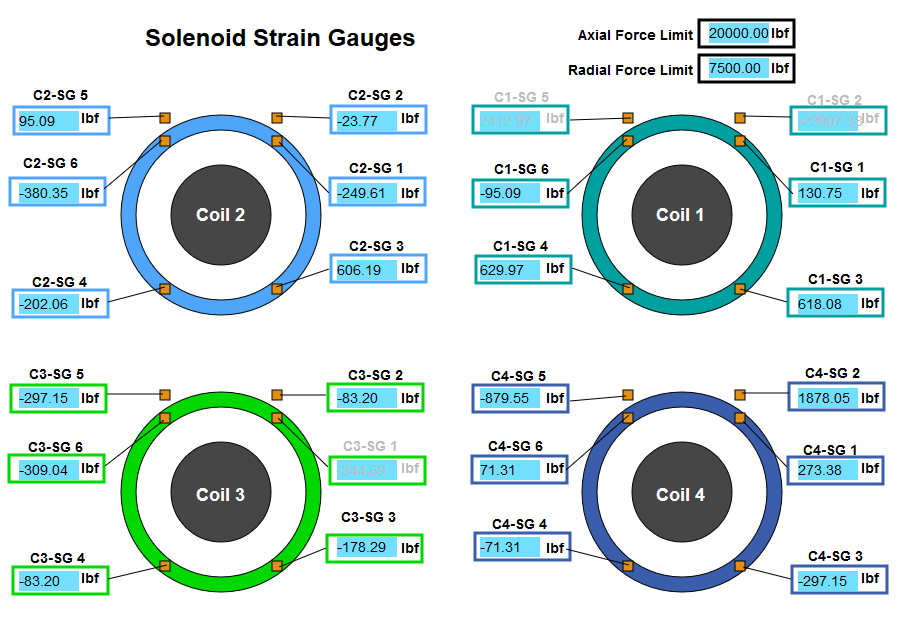 Solenoid Strain Gauges
Axial Force Limit 20000.00 lbf
Radial Force Limit 7500.00 lbf
C2-SG 5
95.09 lbf
C2-SG 2
-23.77 lbf
C2-SG 6
-380.35 lbf
C2-SG 1
-249.61 lbf
Coil 2
C2-SG 4
-202.06 lbf
C2-SG 3
606.19 lbf
C1-SG 5
2412.97 lbf
C1-SG 2
-22907.38 lbf
C1-SG 6
-95.09 lbf
C1-SG 1
130.75 lbf
Coil 1
C1-SG 4
629.97 lbf
C1-SG 3
618.08 lbf
C3-SG 5
-297.15 lbf
C3-SG 2
-83.20 lbf
C3-SG 6
-309.04 lbf
C3-SG 1
lbf
Coil 3
C3-SG 4
-83.20 lbf
C3-SG 3
-178.29 lbf
C4-SG 5
-879.55 lbf
C4-SG 2
1878.05 lbf
C4-SG 6
71.31 lbf
C4-SG 1
273.38 lbf
Coil 4
C4-SG 4
-71.31 lbf
C4-SG 3
-297.15 lbf